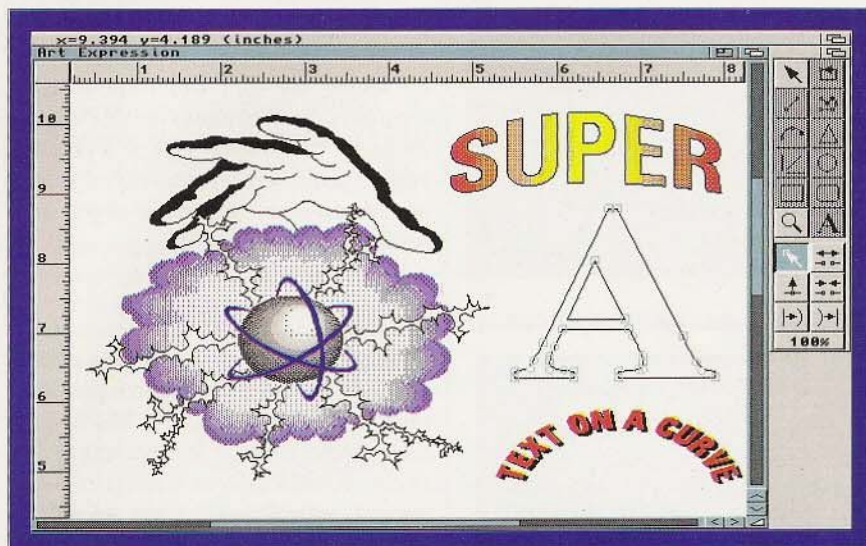 x=9.394 y=4.189 (inches)
Art Expression
1 2 3 4 5 6 7 8
10
9
8
7
6
5
SUPER
A
A
TEXT ON A CURVE
100%